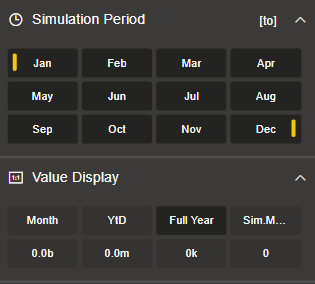 Simulation Period [to]
Jan Feb Mar Apr
May Jun Jul Aug
Sep Oct Nov Dec
1:1 Value Display
Month YtD Full Year Sim.M...
0.0b 0.0m 0k 0